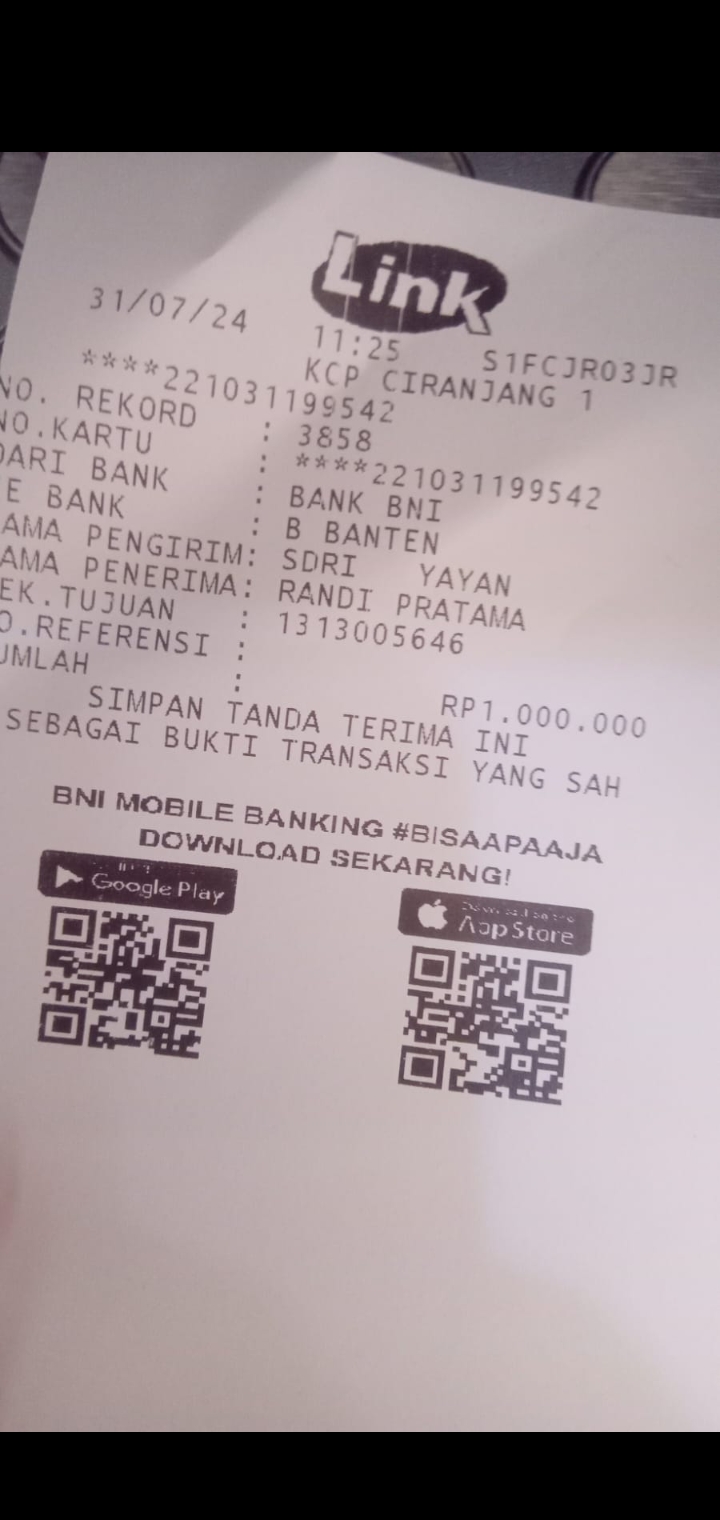 Link
31/07/24 11:25 S1FCJR03JR
KCP CIRANJANG 1
****221031199542
NO. REKORD : 3858
NO.KARTU : ****221031199542
DARI BANK : BANK BNI
E BANK : B BANTEN
AMA PENGIRIM: SDRI YAYAN
AMA PENERIMA: RANDI PRATAMA
EK.TUJUAN : 1313005646
O.REFERENSI :
UMLAH : RP1.000.000
SIMPAN TANDA TERIMA INI
SEBAGAI BUKTI TRANSAKSI YANG SAH
BNI MOBILE BANKING #BISAAPAAJA
DOWNLOAD SEKARANG!
Google Play
App Store